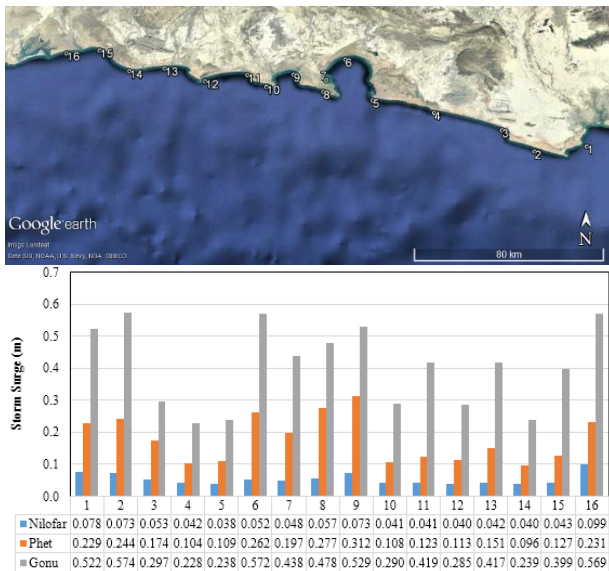 16 15 14 13 12 11 10 9 8 7 6 5 4 3 2 1
Google earth
Image Landsat
Data SIO, NOAA, U.S. Navy, NGA, GEBCO
N
80 km
0.7
0.6
0.5
0.4
0.3
0.2
0.1
0.0
Storm Surge (m)
1 2 3 4 5 6 7 8 9 10 11 12 13 14 15 16
Nilofar 0.078 0.073 0.053 0.042 0.038 0.052 0.048 0.057 0.073 0.041 0.041 0.040 0.042 0.040 0.043 0.099
Phet 0.229 0.244 0.174 0.104 0.109 0.262 0.197 0.277 0.312 0.108 0.123 0.113 0.151 0.096 0.127 0.231
Gonu 0.522 0.574 0.297 0.228 0.238 0.572 0.438 0.478 0.529 0.290 0.419 0.285 0.417 0.239 0.399 0.569